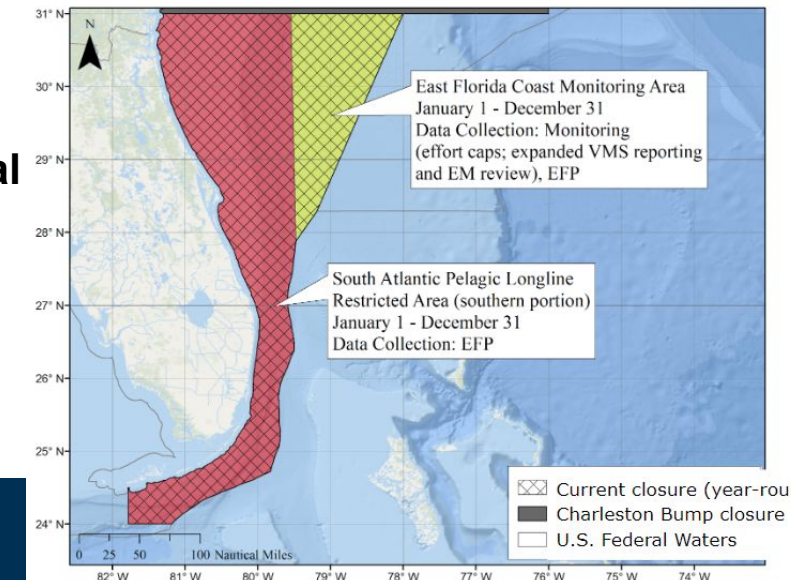 al
31° N
30° N
29° N
28° N
27° N
26° N
25° N
24° N
N
East Florida Coast Monitoring Area
January 1 - December 31
Data Collection: Monitoring
(effort caps; expanded VMS reporting
and EM review), EFP
South Atlantic Pelagic Longline
Restricted Area (southern portion)
January 1 - December 31
Data Collection: EFP
Current closure (year-rou
Charleston Bump closure
U.S. Federal Waters
0 25 50 100 Nautical Miles
82° W 81° W 80° W 79° W 78° W 77° W 76° W 75° W 74° W